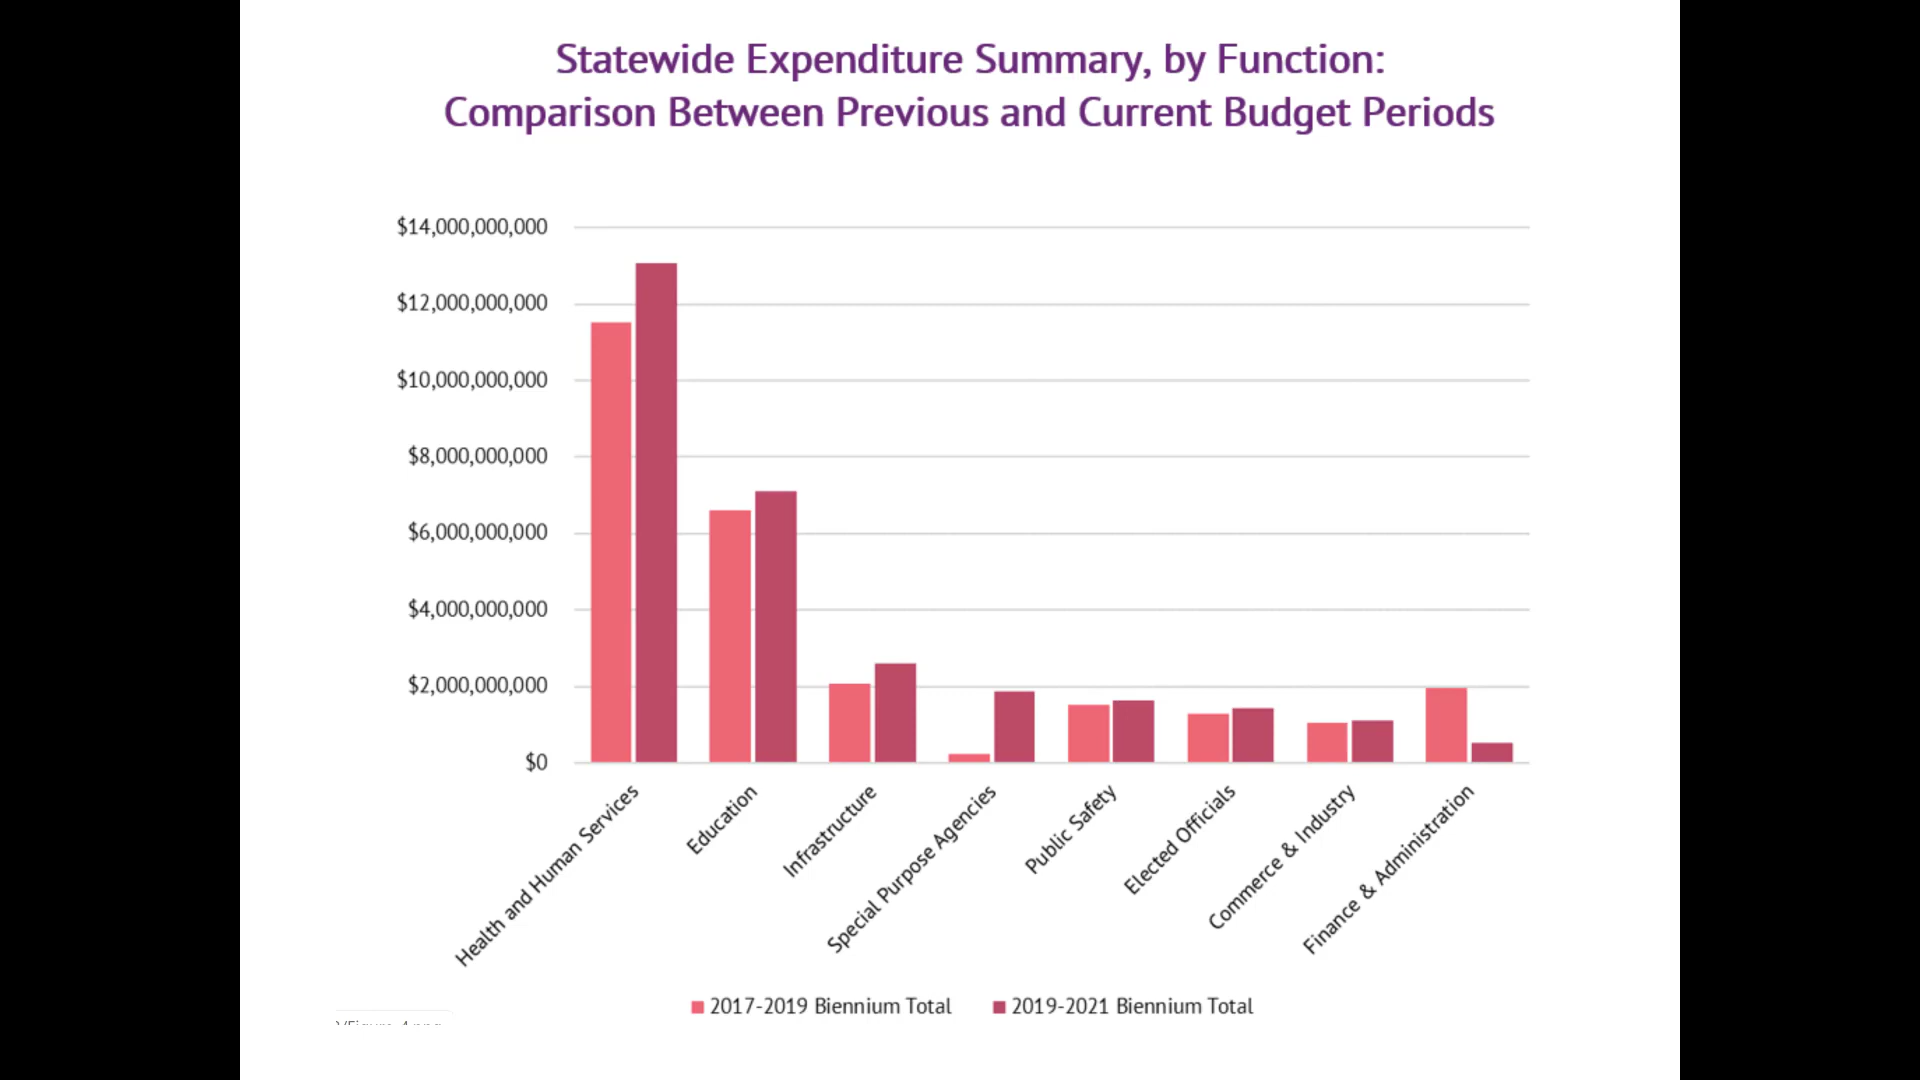 Statewide Expenditure Summary, by Function:
Comparison Between Previous and Current Budget Periods
$14,000,000,000
$12,000,000,000
$10,000,000,000
$8,000,000,000
$6,000,000,000
$4,000,000,000
$2,000,000,000
$0
Health and Human Services
Education
Infrastructure
Special Purpose Agencies
Public Safety
Elected Officials
Commerce & Industry
Finance & Administration
2017-2019 Biennium Total
2019-2021 Biennium Total